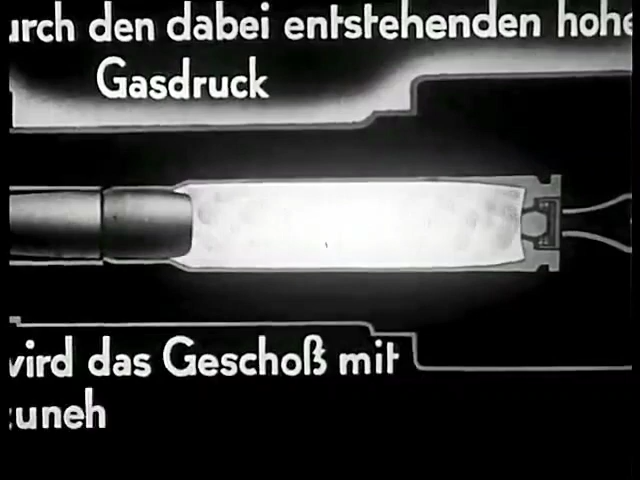 urch den dabei entstehenden hohe
Gasdruck
wird das Geschoß mit
zuneh